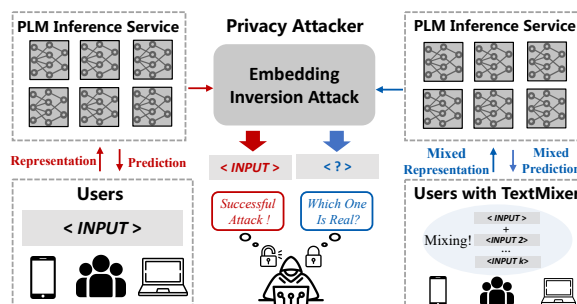 PLM Inference Service
Representation
Prediction
Users
< INPUT >
Privacy Attacker
Embedding
Inversion Attack
< INPUT >
< ? >
Successful
Attack !
Which One
Is Real?
PLM Inference Service
Mixed
Representation
Mixed
Prediction
Users with TextMixer
Mixing!
< INPUT >
+
<INPUT 2>
...
<INPUT k>